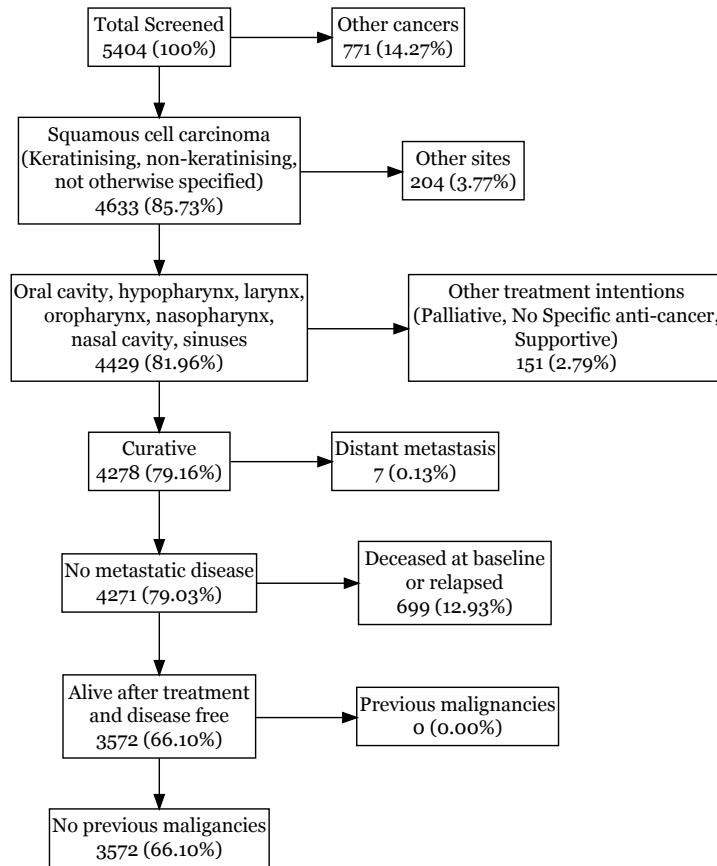 Total Screened
5404 (100%)
Other cancers
771 (14.27%)
Squamous cell carcinoma
(Keratinising, non-keratinising,
not otherwise specified)
4633 (85.73%)
Other sites
204 (3.77%)
Oral cavity, hypopharynx, larynx,
oropharynx, nasopharynx,
nasal cavity, sinuses
4429 (81.96%)
Other treatment intentions
(Palliative, No Specific anti-cancer,
Supportive)
151 (2.79%)
Curative
4278 (79.16%)
Distant metastasis
7 (0.13%)
No metastatic disease
4271 (79.03%)
Deceased at baseline
or relapsed
699 (12.93%)
Alive after treatment
and disease free
3572 (66.10%)
Previous malignancies
0 (0.00%)
No previous maligancies
3572 (66.10%)